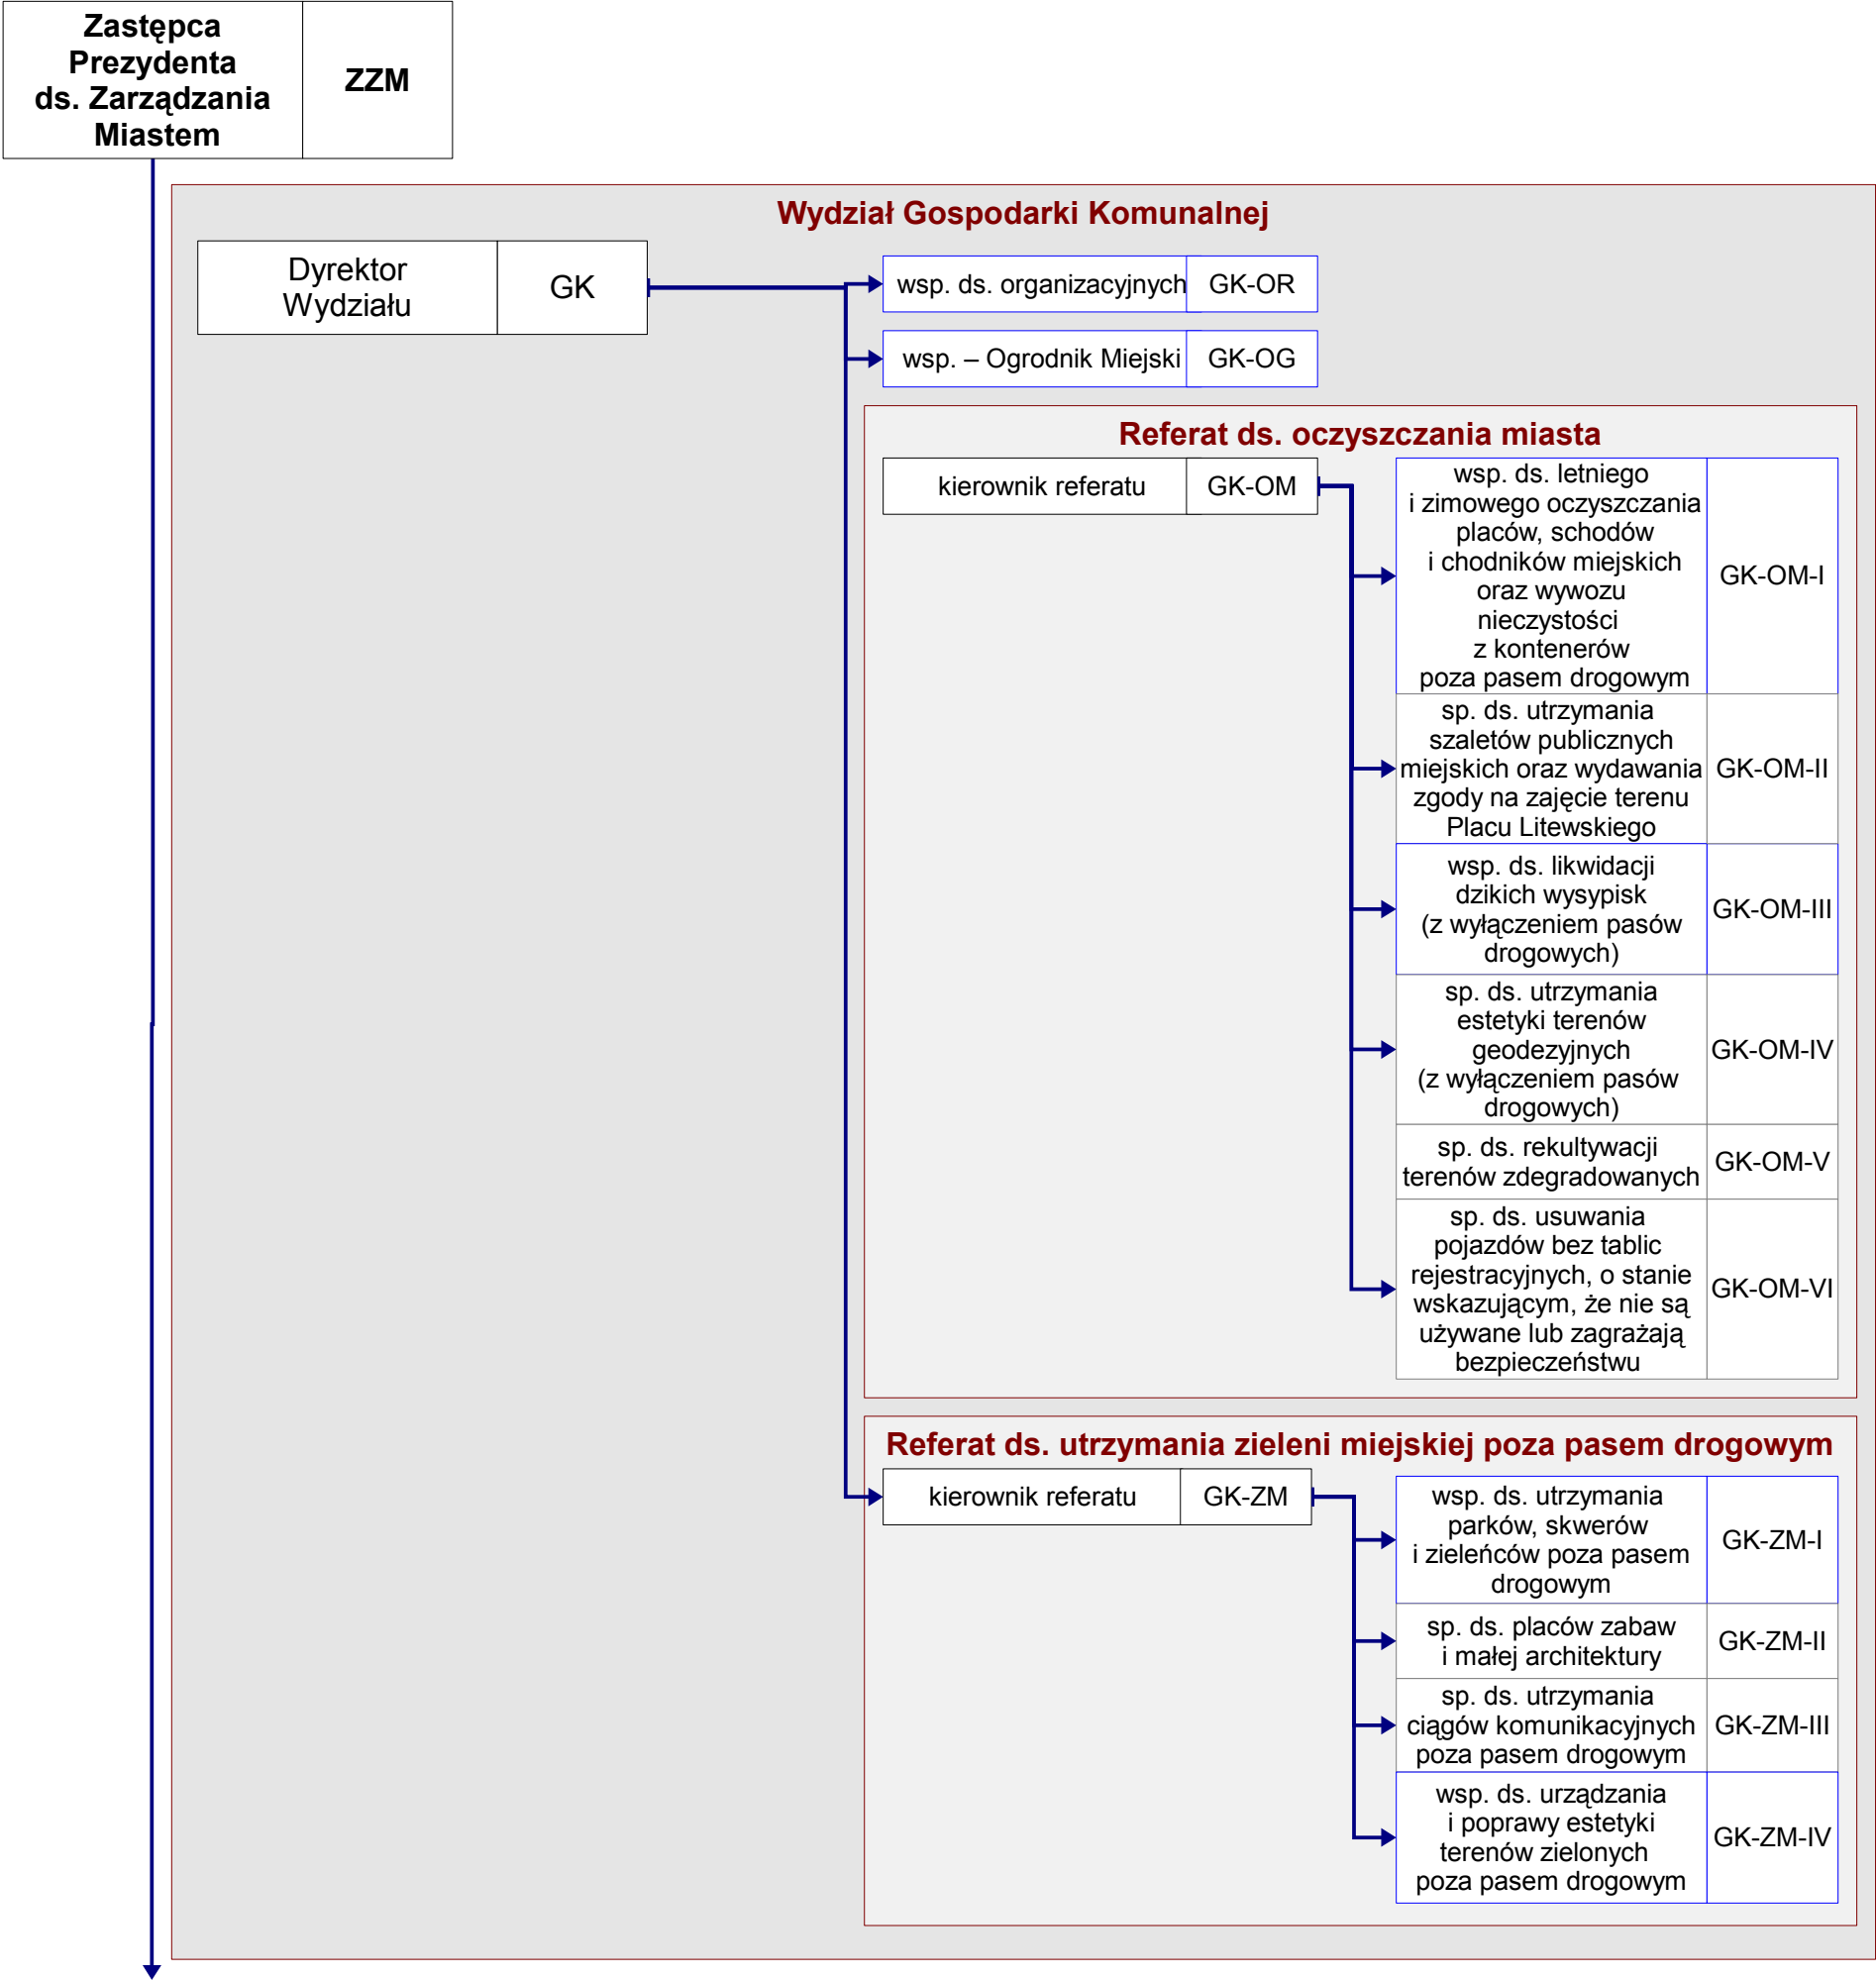 Zastępca
Prezydenta
ds. Zarządzania
Miastem
ZZM
Wydział Gospodarki Komunalnej
Dyrektor
Wydziału
GK
wsp. ds. organizacyjnych
GK-OR
wsp. – Ogrodnik Miejski
GK-OG
Referat ds. oczyszczania miasta
kierownik referatu
GK-OM
wsp. ds. letniego
i zimowego oczyszczania
placów, schodów
i chodników miejskich
oraz wywozu
nieczystości
z kontenerów
poza pasem drogowym
GK-OM-I
sp. ds. utrzymania
szaletów publicznych
miejskich oraz wydawania
zgody na zajęcie terenu
Placu Litewskiego
GK-OM-II
wsp. ds. likwidacji
dzikich wysypisk
(z wyłączeniem pasów
drogowych)
GK-OM-III
sp. ds. utrzymania
estetyki terenów
geodezyjnych
(z wyłączeniem pasów
drogowych)
GK-OM-IV
sp. ds. rekultywacji
terenów zdegradowanych
GK-OM-V
sp. ds. usuwania
pojazdów bez tablic
rejestracyjnych, o stanie
wskazującym, że nie są
używane lub zagrażają
bezpieczeństwu
GK-OM-VI
Referat ds. utrzymania zieleni miejskiej poza pasem drogowym
kierownik referatu
GK-ZM
wsp. ds. utrzymania
parków, skwerów
i zieleńców poza pasem
drogowym
GK-ZM-I
sp. ds. placów zabaw
i małej architektury
GK-ZM-II
sp. ds. utrzymania
ciągów komunikacyjnych
poza pasem drogowym
GK-ZM-III
wsp. ds. urządzania
i poprawy estetyki
terenów zielonych
poza pasem drogowym
GK-ZM-IV